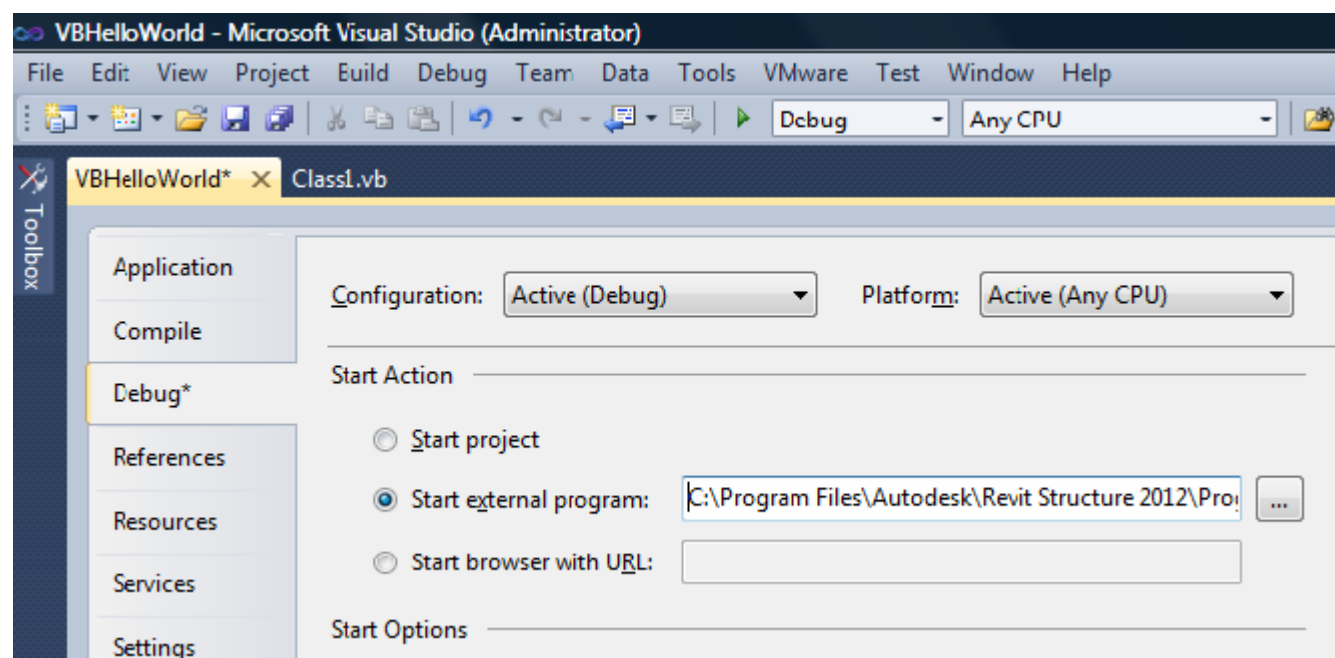 VBHelloWorld - Microsoft Visual Studio (Administrator)
File Edit View Project Build Debug Team Data Tools VMware Test Window Help
Debug Any CPU
VBHelloWorld* Class1.vb
Toolbox
Application
Configuration: Active (Debug) Platform: Active (Any CPU)
Compile
Start Action
Debug*
Start project
References
Start external program: C:\Program Files\Autodesk\Revit Structure 2012\Prog ...
Resources
Start browser with URL:
Services
Start Options
Settings